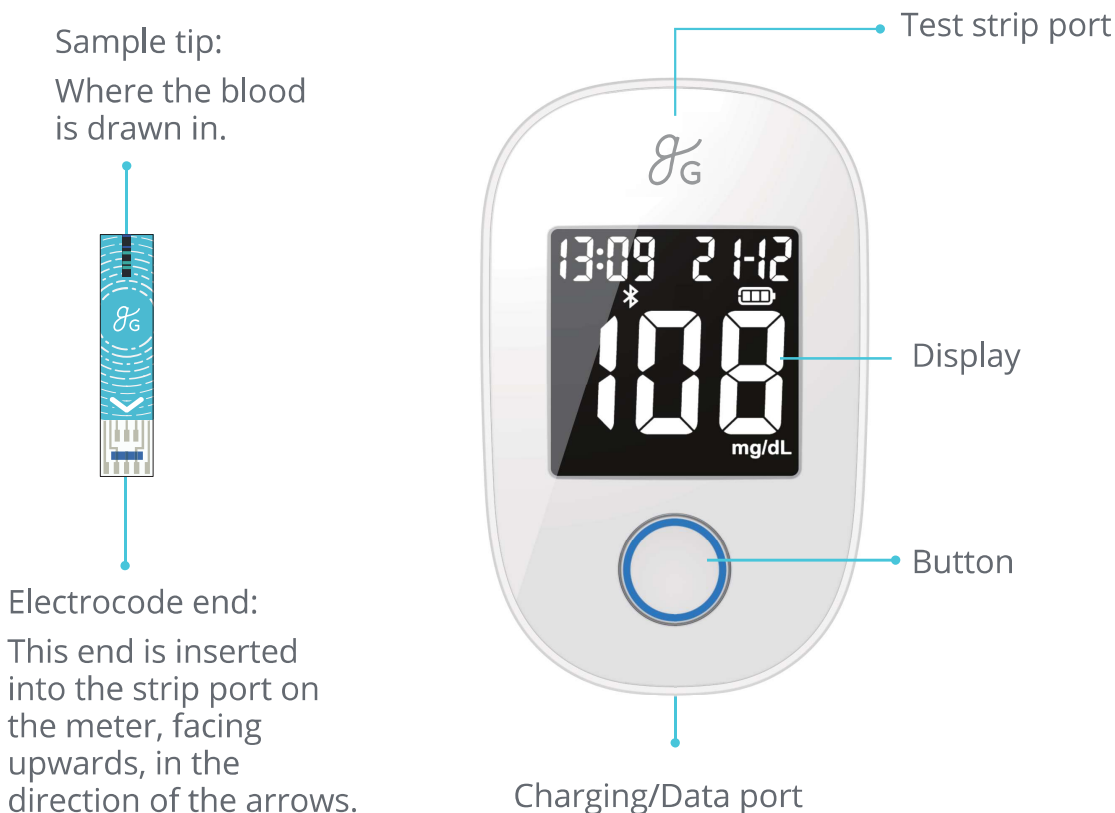 Sample tip:
Where the blood
is drawn in.
Test strip port
gG
13:09 21-12
108
mg/dL
gG
Display
Button
Electrocode end:
This end is inserted
into the strip port on
the meter, facing
upwards, in the
direction of the arrows.
Charging/Data port